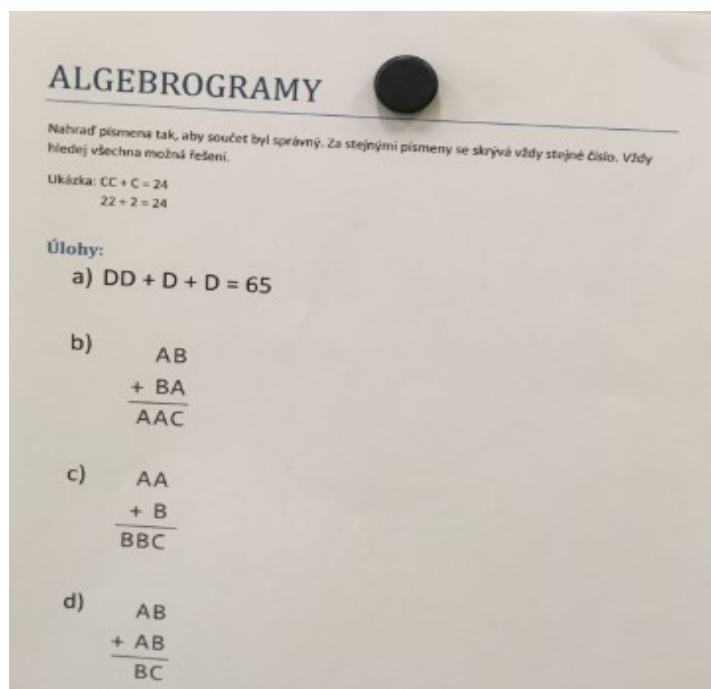 ALGEBROGRAMY
Nahraď písmena tak, aby součet byl správný. Za stejnými písmeny se skrývá vždy stejné číslo. Vždy
hledej všechna možná řešení.
Ukázka: CC + C = 24
22 + 2 = 24
Úlohy:
a) DD + D + D = 65
b) AB
+ BA
AAC
c) AA
+ B
BBC
d) AB
+ AB
BC